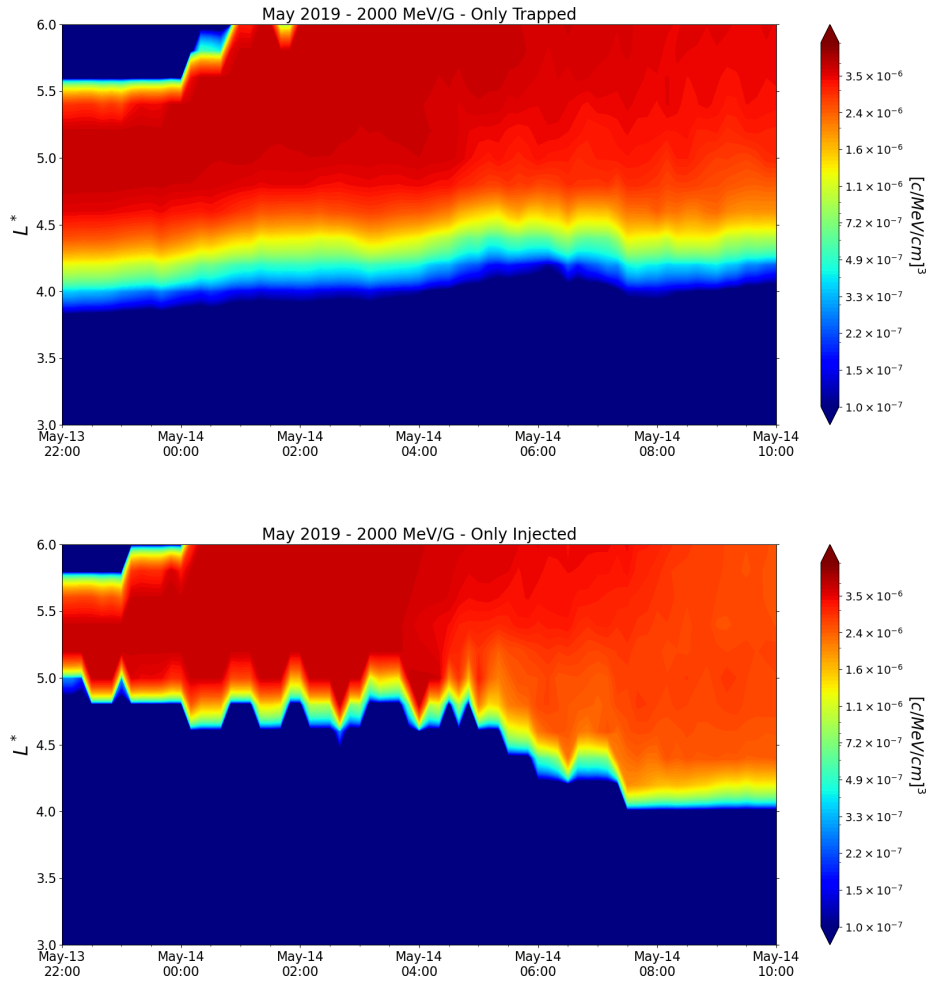 May 2019 - 2000 MeV/G - Only Trapped
6.0
5.5
5.0
4.5
4.0
3.5
3.0
L*
May-13
22:00
May-14
00:00
May-14
02:00
May-14
04:00
May-14
06:00
May-14
08:00
May-14
10:00
3.5 × 10⁻⁶
2.4 × 10⁻⁶
1.6 × 10⁻⁶
1.1 × 10⁻⁶
7.2 × 10⁻⁷
4.9 × 10⁻⁷
3.3 × 10⁻⁷
2.2 × 10⁻⁷
1.5 × 10⁻⁷
1.0 × 10⁻⁷
[c/MeV/cm]³
May 2019 - 2000 MeV/G - Only Injected
6.0
5.5
5.0
4.5
4.0
3.5
3.0
L*
May-13
22:00
May-14
00:00
May-14
02:00
May-14
04:00
May-14
06:00
May-14
08:00
May-14
10:00
3.5 × 10⁻⁶
2.4 × 10⁻⁶
1.6 × 10⁻⁶
1.1 × 10⁻⁶
7.2 × 10⁻⁷
4.9 × 10⁻⁷
3.3 × 10⁻⁷
2.2 × 10⁻⁷
1.5 × 10⁻⁷
1.0 × 10⁻⁷
[c/MeV/cm]³